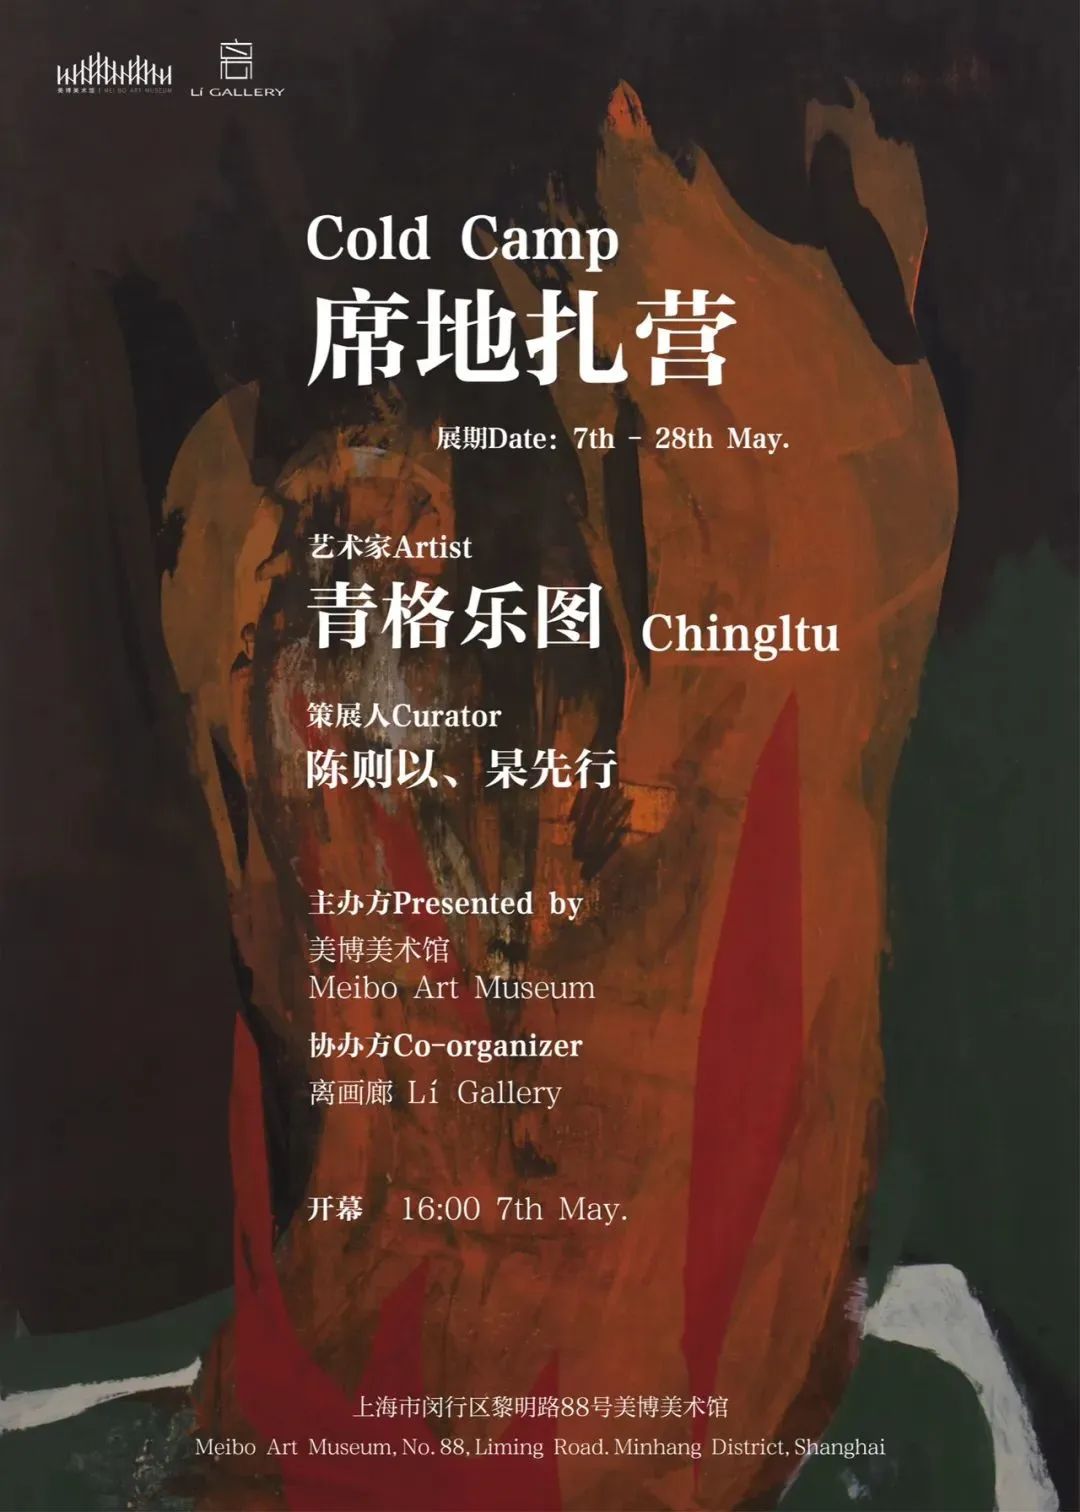 美博美术馆 | MEI BO ART MUSEUM
Lí GALLERY
Cold Camp
席地扎营
展期Date: 7th - 28th May.
艺术家Artist
青格乐图 Chingltu
策展人Curator
陈则以、杲先行
主办方Presented by
美博美术馆
Meibo Art Museum
协办方Co-organizer
离画廊 Lí Gallery
开幕 16:00 7th May.
上海市闵行区黎明路88号美博美术馆
Meibo Art Museum, No. 88, Liming Road. Minhang District, Shanghai